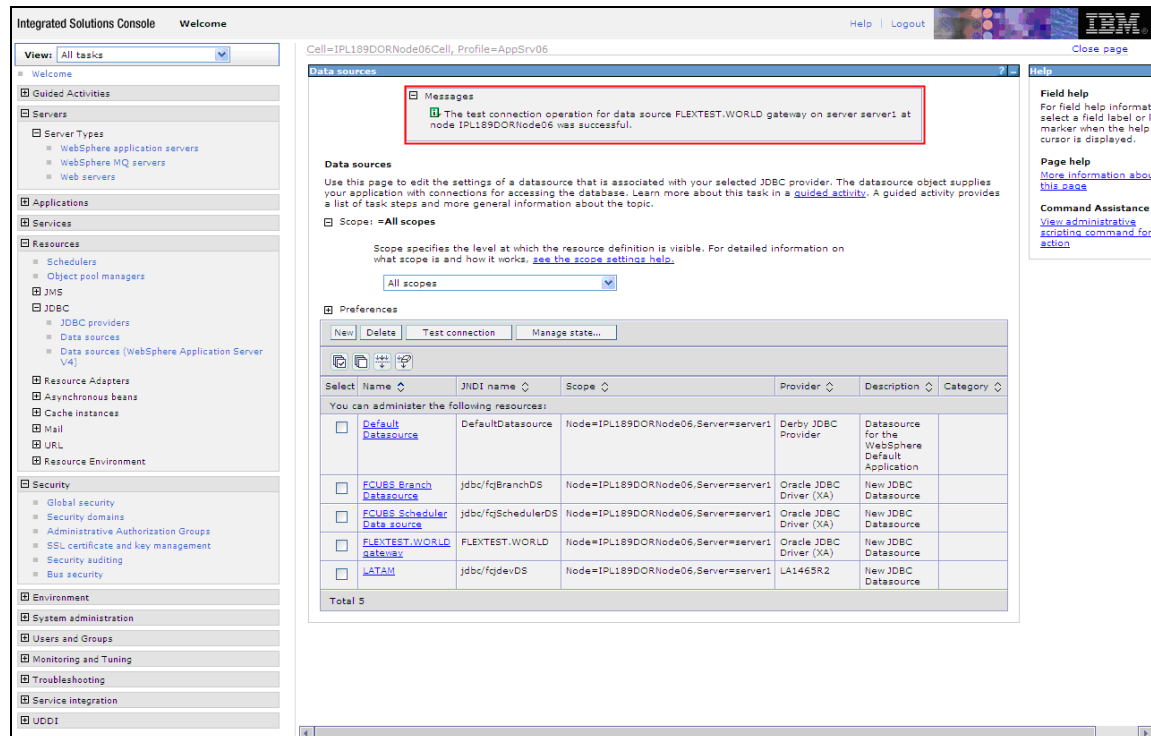 Integrated Solutions Console Welcome
Help | Logout
IBM.
View: All tasks
Welcome
Guided Activities
Servers
Server Types
WebSphere application servers
WebSphere MQ servers
Web servers
Applications
Services
Resources
Schedulers
Object pool managers
JMS
JDBC
JDBC providers
Data sources
Data sources (WebSphere Application Server
V4)
Resource Adapters
Asynchronous beans
Cache instances
Mail
URL
Resource Environment
Security
Global security
Security domains
Administrative Authorization Groups
SSL certificate and key management
Security auditing
Bus security
Environment
System administration
Users and Groups
Monitoring and Tuning
Troubleshooting
Service integration
UDDI
Cell=IPL189DORNode06Cell, Profile=AppSrv06
Close page
Data sources ? -
Messages
The test connection operation for data source FLEXTEST.WORLD gateway on server server1 at
node IPL189DORNode06 was successful.
Data sources
Use this page to edit the settings of a datasource that is associated with your selected JDBC provider. The datasource object supplies
your application with connections for accessing the database. Learn more about this task in a guided activity. A guided activity provides
a list of task steps and more general information about the topic.
Scope: =All scopes
Scope specifies the level at which the resource definition is visible. For detailed information on
what scope is and how it works, see the scope settings help.
All scopes
Preferences
New Delete Test connection Manage state...
Select Name JNDI name Scope Provider Description Category
You can administer the following resources:
Default DefaultDatasource Node=IPL189DORNode06,Server=server1 Derby JDBC Datasource
Datasource Provider for the
WebSphere
Default
Application
FCUBS Branch jdbc/fcjBranchDS Node=IPL189DORNode06,Server=server1 Oracle JDBC New JDBC
Datasource Driver (XA) Datasource
FCUBS Scheduler jdbc/fcjSchedulerDS Node=IPL189DORNode06,Server=server1 Oracle JDBC New JDBC
Data source Driver (XA) Datasource
FLEXTEST.WORLD FLEXTEST.WORLD Node=IPL189DORNode06,Server=server1 Oracle JDBC New JDBC
gateway Driver (XA) Datasource
LATAM jdbc/fcjdevDS Node=IPL189DORNode06,Server=server1 LA1465R2 New JDBC
Datasource
Total 5
Help
Field help
For field help informat
select a field label or l
marker when the help
cursor is displayed.
Page help
More information abou
this page
Command Assistance
View administrative
scripting command for
action